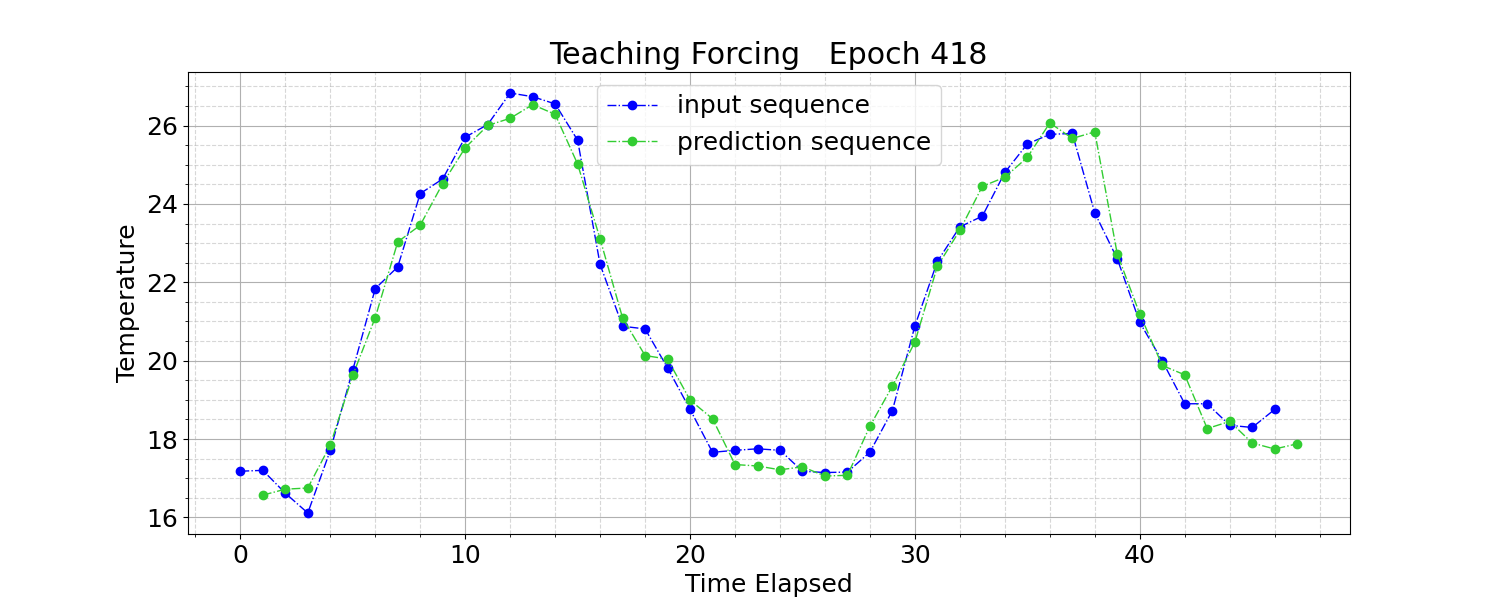 Teaching Forcing   Epoch 418
input sequence
prediction sequence
Temperature
26
24
22
20
18
16
0 10 20 30 40
Time Elapsed